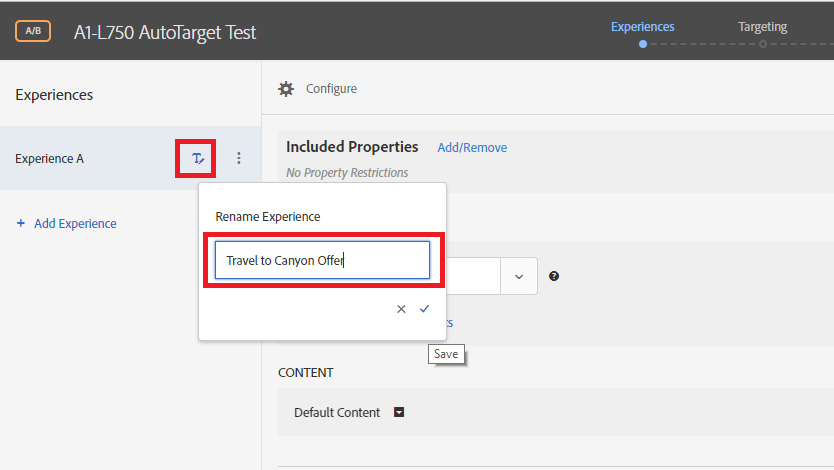 A/B
A1-L750 AutoTarget Test
Experiences
Targeting
Experiences
Configure
Experience A
Included Properties
Add/Remove
No Property Restrictions
Rename Experience
Add Experience
Travel to Canyon Offer
Save
CONTENT
Default Content